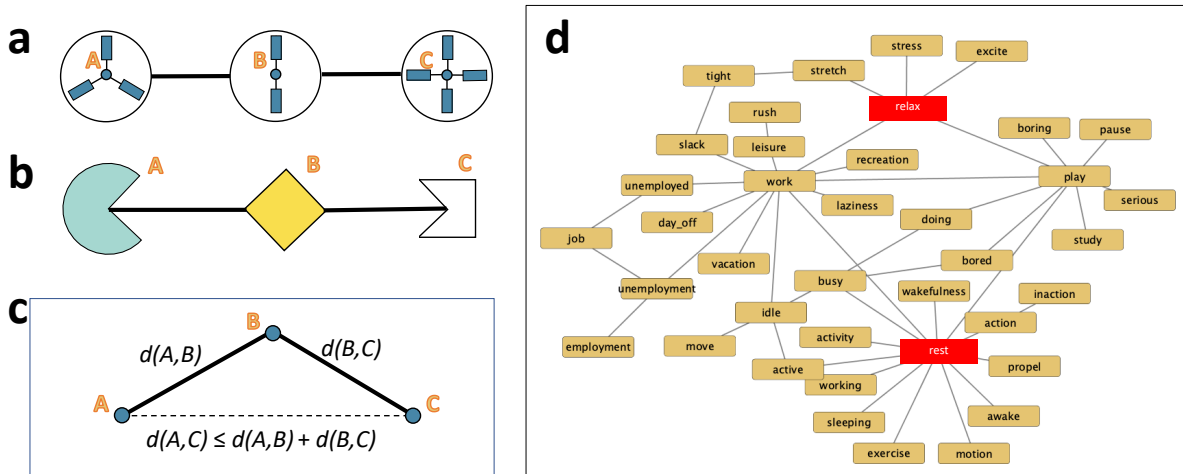 a
A
B
C
b
A
B
C
c
B
d(A,B)
d(B,C)
A
C
d(A,C) ≤ d(A,B) + d(B,C)
d
stress
excite
tight
stretch
relax
rush
boring
pause
slack
leisure
recreation
unemployed
work
play
laziness
serious
day_off
doing
job
study
vacation
bored
unemployment
busy
wakefulness
inaction
idle
action
employment
move
activity
rest
active
propel
working
sleeping
awake
exercise
motion